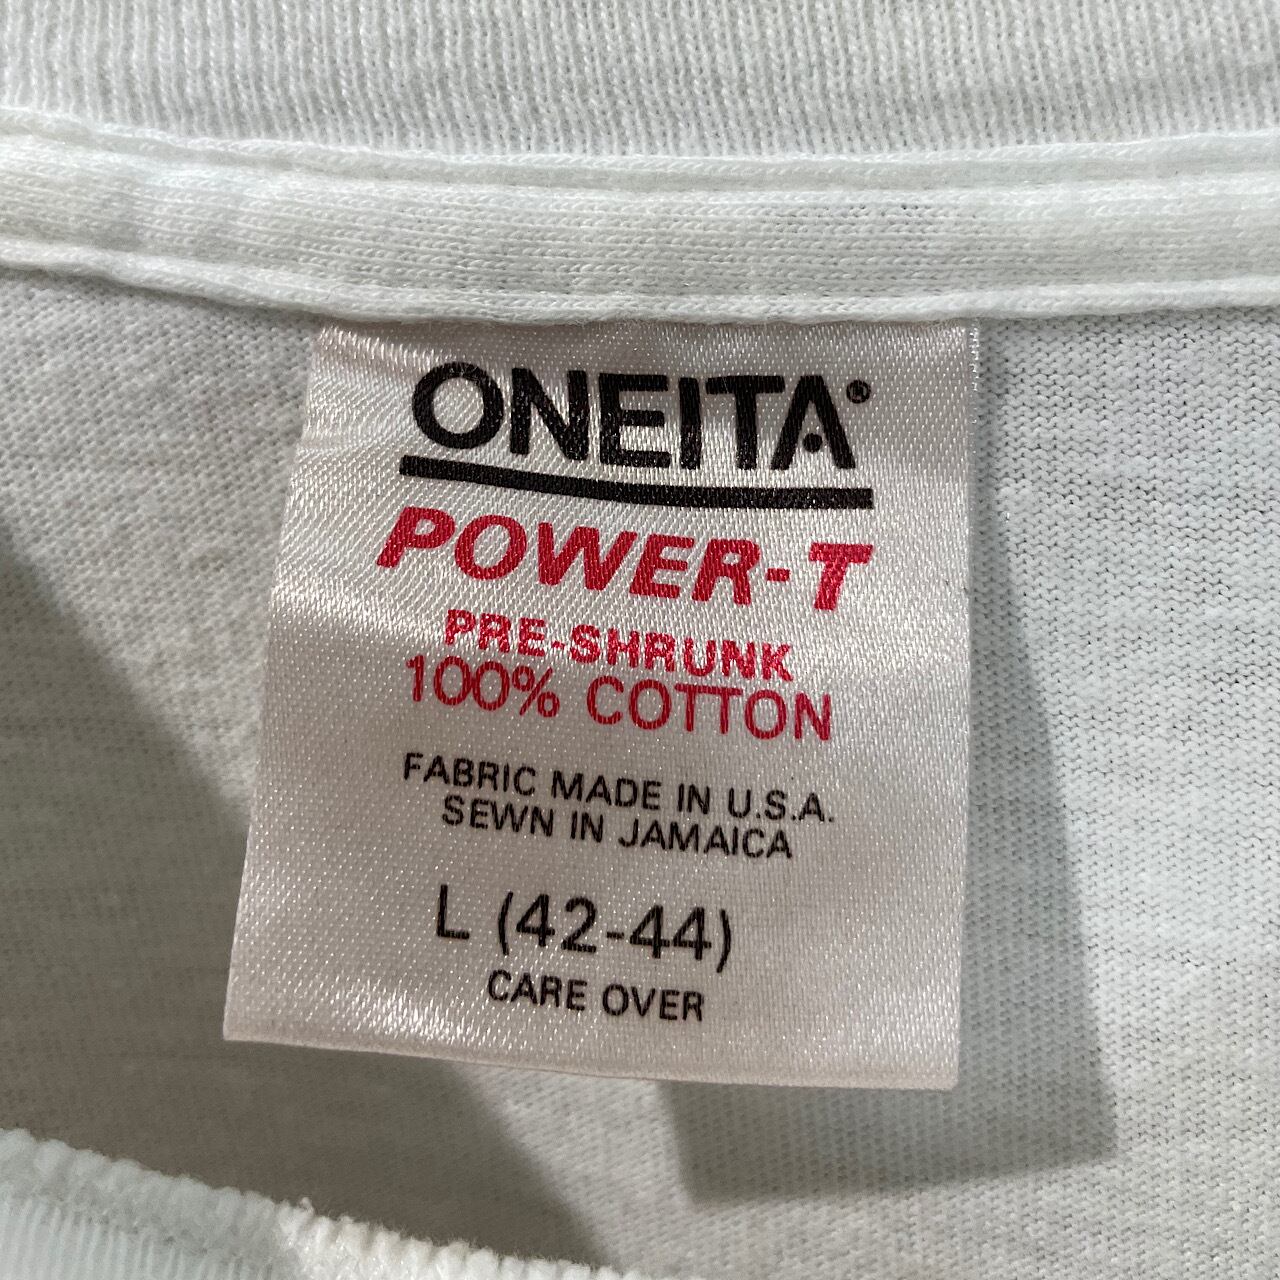 ONEITA®
POWER-T
PRE-SHRUNK
100% COTTON
FABRIC MADE IN U.S.A.
SEWN IN JAMAICA
L (42-44)
CARE OVER